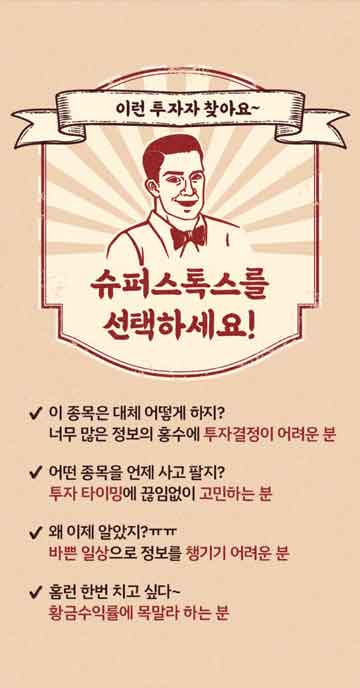 이런 투자자 찾아요~
슈퍼스톡스를
선택하세요!
✔ 이 종목은 대체 어떻게 하지?
너무 많은 정보의 홍수에 투자결정이 어려운 분
✔ 어떤 종목을 언제 사고 팔지?
투자 타이밍에 끊임없이 고민하는 분
✔ 왜 이제 알았지?ㅠㅠ
바쁜 일상으로 정보를 챙기기 어려운 분
✔ 홈런 한번 치고 싶다~
황금수익률에 목말라 하는 분